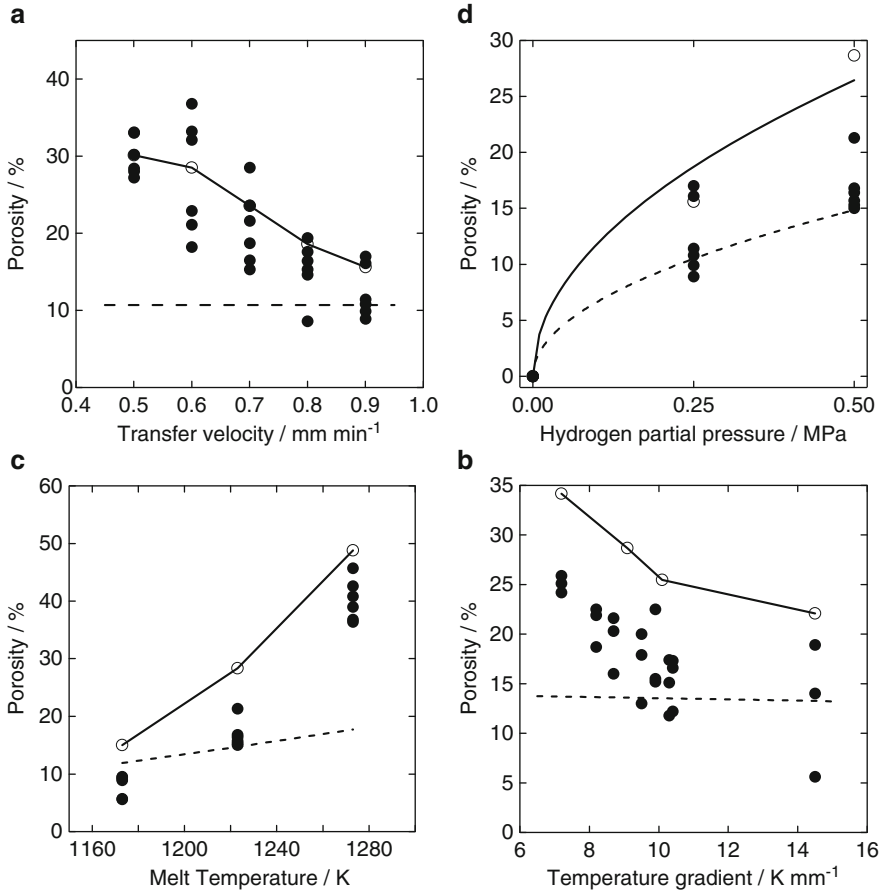 a
Porosity / %
40
30
20
10
0
0.4 0.5 0.6 0.7 0.8 0.9 1.0
Transfer velocity / mm min⁻¹
d
Porosity / %
30
25
20
15
10
5
0
0.00 0.25 0.50
Hydrogen partial pressure / MPa
c
Porosity / %
60
50
40
30
20
10
0
1160 1200 1240 1280
Melt Temperature / K
b
Porosity / %
35
30
25
20
15
10
5
0
6 8 10 12 14 16
Temperature gradient / K mm⁻¹